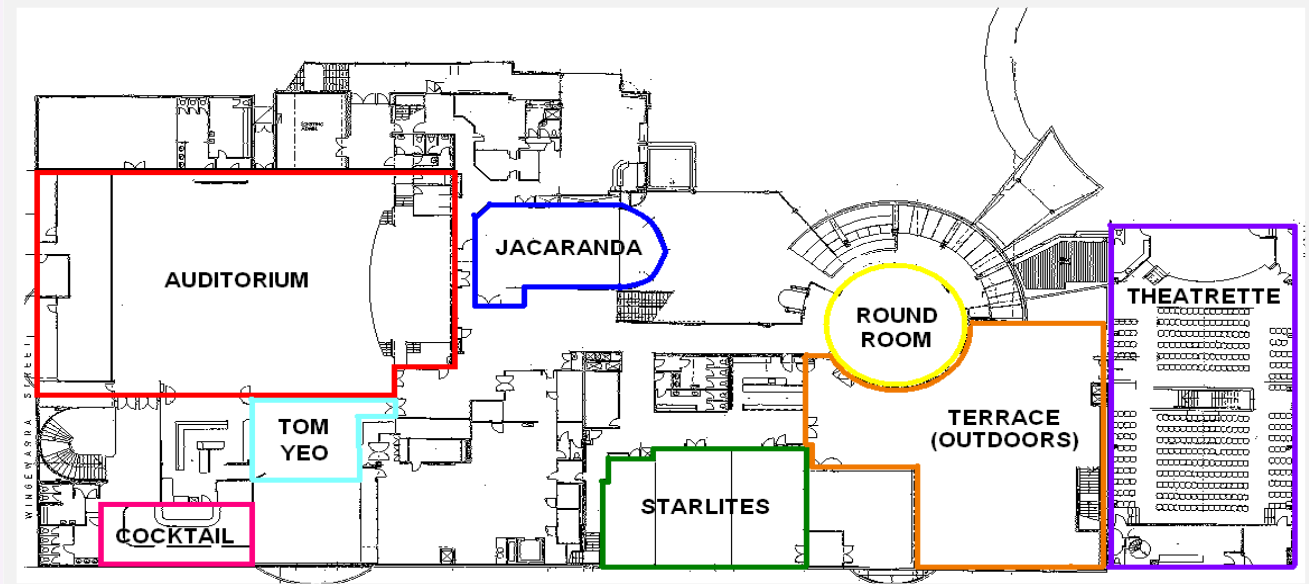 JACARANDA
AUDITORIUM
THEATRETTE
ROUND
ROOM
TERRACE
(OUTDOORS)
TOM
YEO
STARLITES
COCKTAIL